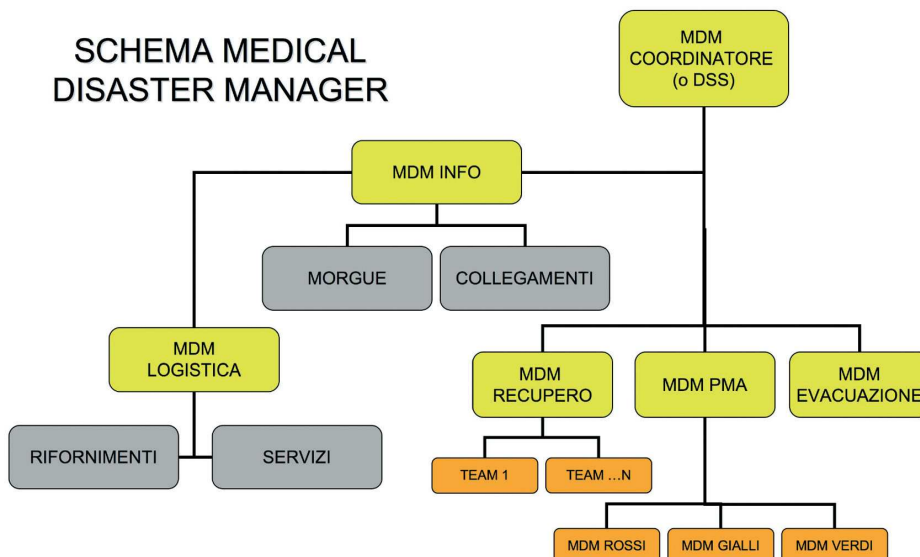 SCHEMA MEDICAL
DISASTER MANAGER
MDM
COORDINATORE
(o DSS)
MDM INFO
MORGUE
COLLEGAMENTI
MDM
LOGISTICA
RIFORNIMENTI
SERVIZI
MDM
RECUPERO
MDM PMA
MDM
EVACUAZIONE
TEAM 1
TEAM ...N
MDM ROSSI
MDM GIALLI
MDM VERDI